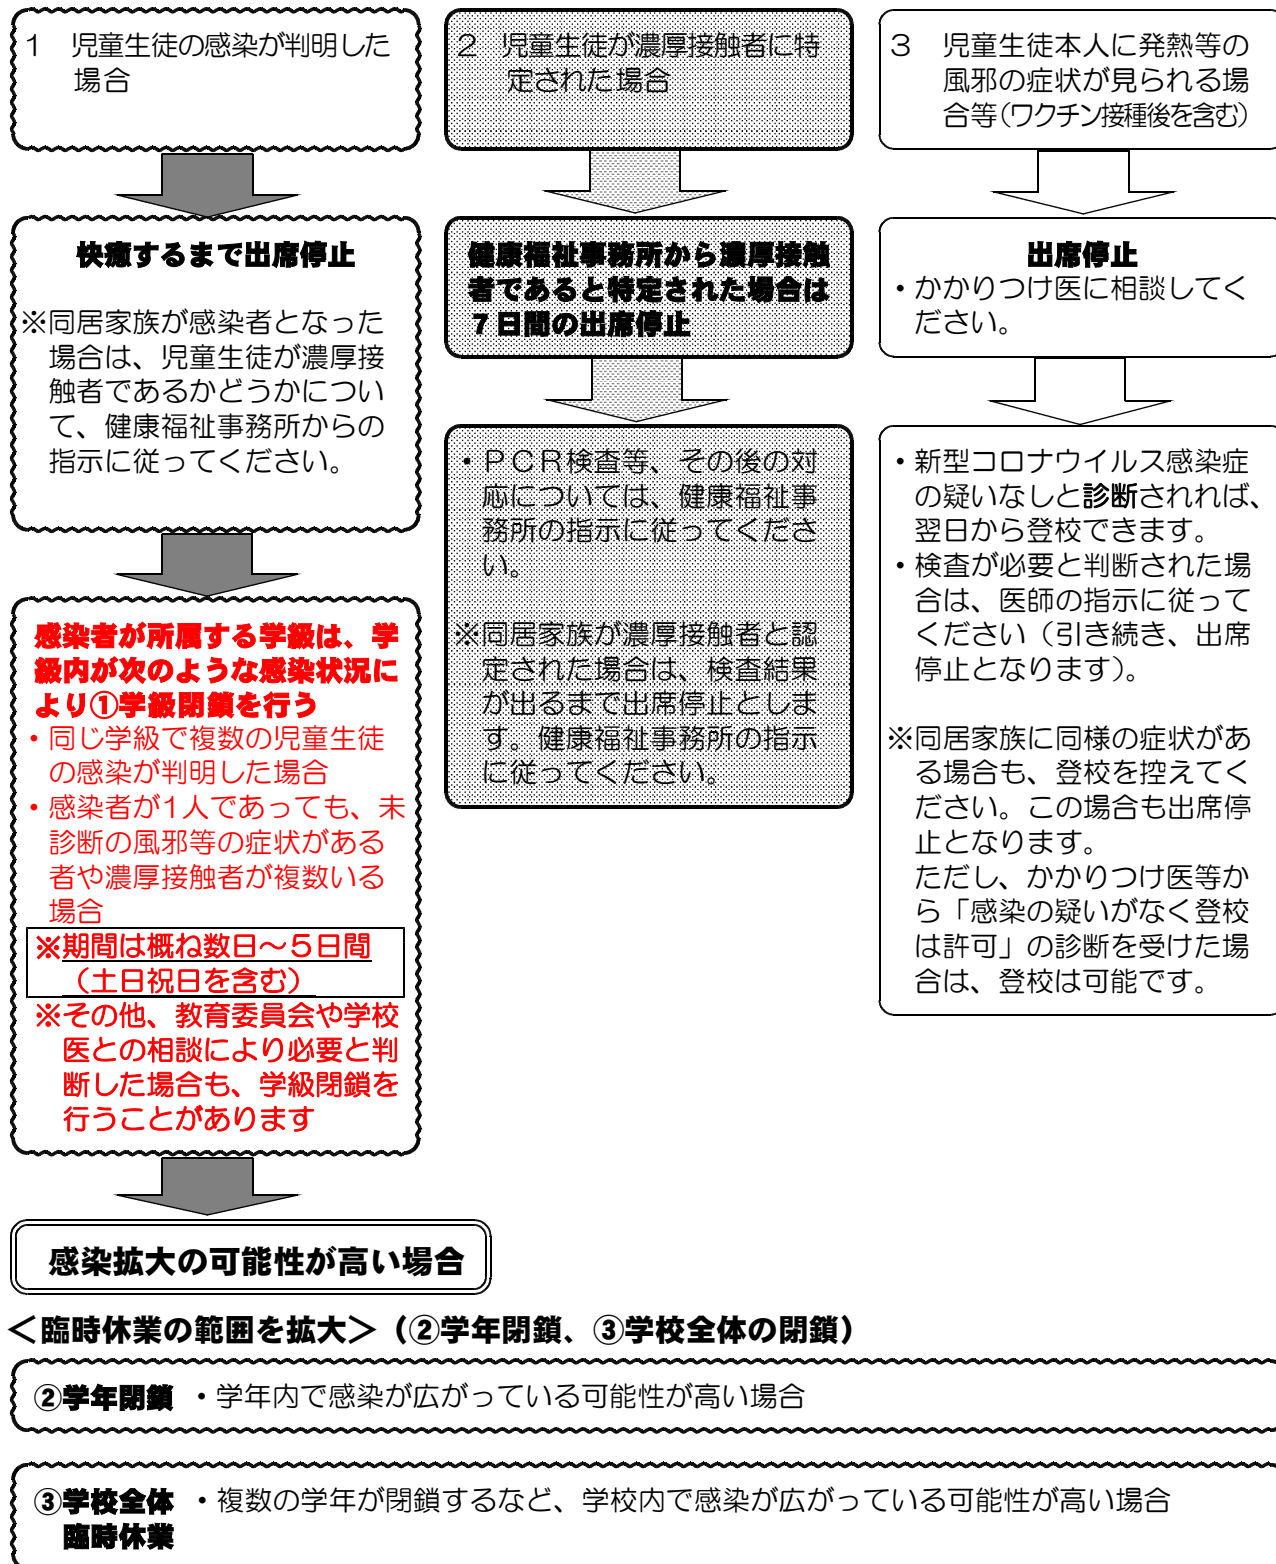 1　児童生徒の感染が判明した
場合
快癒するまで出席停止
※同居家族が感染者となった
場合は、児童生徒が濃厚接
触者であるかどうかについ
て、健康福祉事務所からの
指示に従ってください。
感染者が所属する学級は、学
級内が次のような感染状況に
より①学級閉鎖を行う
・同じ学級で複数の児童生徒
の感染が判明した場合
・感染者が1人であっても、未
診断の風邪等の症状がある
者や濃厚接触者が複数いる
場合
※期間は概ね数日～５日間
（土日祝日を含む）
※その他、教育委員会や学校
医との相談により必要と判
断した場合も、学級閉鎖を
行うことがあります
2　児童生徒が濃厚接触者に特
定された場合
健康福祉事務所から濃厚接触
者であると特定された場合は
７日間の出席停止
・ＰＣＲ検査等、その後の対
応については、健康福祉事
務所の指示に従ってくださ
い。
※同居家族が濃厚接触者と認
定された場合は、検査結果
が出るまで出席停止としま
す。健康福祉事務所の指示
に従ってください。
３　児童生徒本人に発熱等の
風邪の症状が見られる場
合等（ワクチン接種後を含む）
出席停止
・かかりつけ医に相談してく
ださい。
・新型コロナウイルス感染症
の疑いなしと診断されれば、
翌日から登校できます。
・検査が必要と判断された場
合は、医師の指示に従って
ください（引き続き、出席
停止となります）。
※同居家族に同様の症状があ
る場合も、登校を控えてく
ださい。この場合も出席停
止となります。
ただし、かかりつけ医等か
ら「感染の疑いがなく登校
は許可」の診断を受けた場
合は、登校は可能です。
感染拡大の可能性が高い場合
＜臨時休業の範囲を拡大＞（②学年閉鎖、③学校全体の閉鎖）
②学年閉鎖　・学年内で感染が広がっている可能性が高い場合
③学校全体　・複数の学年が閉鎖するなど、学校内で感染が広がっている可能性が高い場合
臨時休業